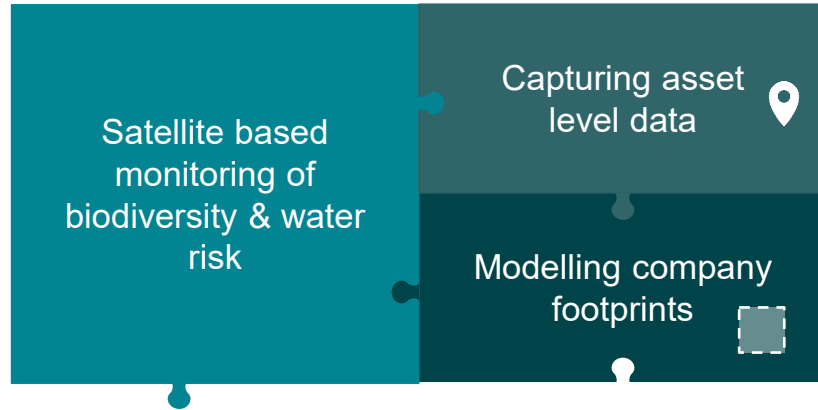 Satellite based
monitoring of
biodiversity & water
risk
Capturing asset
level data
Modelling company
footprints